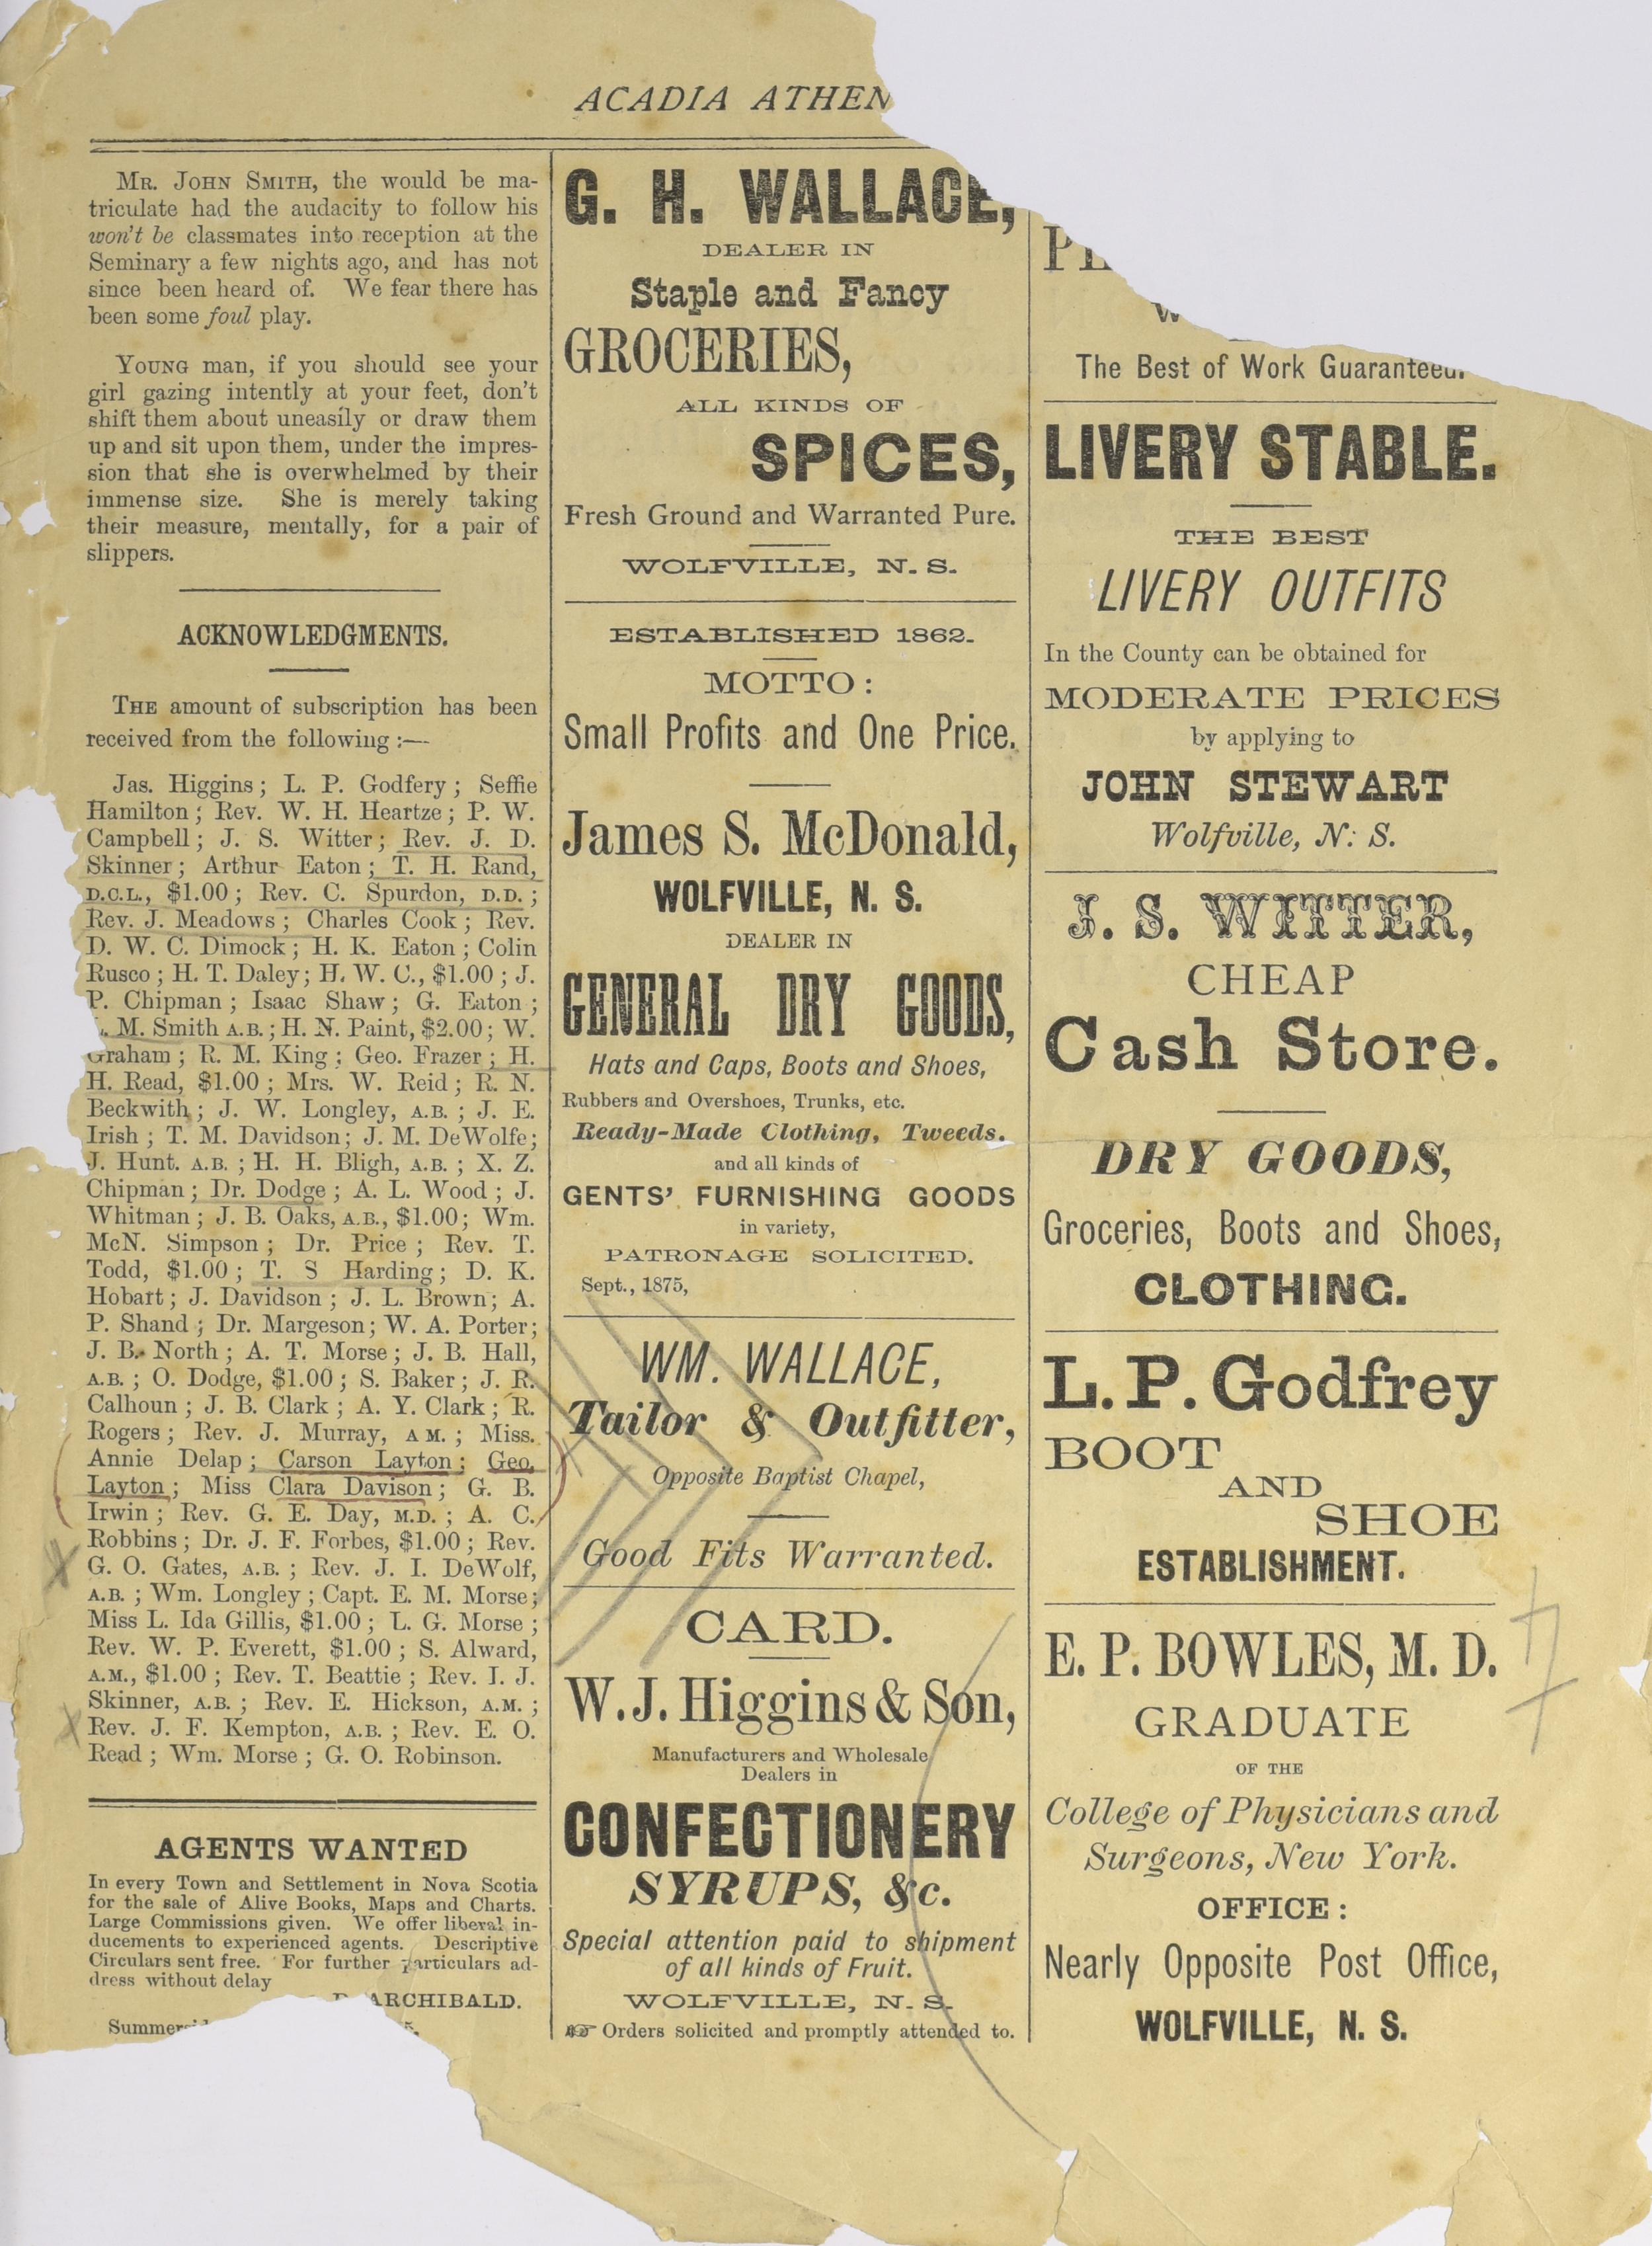 ACADIA ATHEN
MR. JOHN SMITH, the would be ma-
triculate had the audacity to follow his
won't be classmates into reception at the
Seminary a few nights ago, and has not
since been heard of. We fear there has
been some foul play.
YOUNG man, if you should see your
girl gazing intently at your feet, don't
shift them about uneasily or draw them
up and sit upon them, under the impres-
sion that she is overwhelmed by their
immense size. She is merely taking
their measure, mentally, for a pair of
slippers.
ACKNOWLEDGMENTS.
THE amount of subscription has been
received from the following :—
Jas. Higgins; L. P. Godfery; Seffie
Hamilton; Rev. W. H. Heartze; P. W.
Campbell; J. S. Witter; Rev. J. D.
Skinner; Arthur Eaton; T. H. Rand,
D.C.L., $1.00; Rev. C. Spurdon, D.D.;
Rev. J. Meadows; Charles Cook; Rev.
D. W. C. Dimock; H. K. Eaton; Colin
Rusco; H. T. Daley; H. W. C., $1.00; J.
P. Chipman; Isaac Shaw; G. Eaton;
. M. Smith A.B.; H. N. Paint, $2.00; W.
Graham; R. M. King; Geo. Frazer; H.
H. Read, $1.00; Mrs. W. Reid; R. N.
Beckwith; J. W. Longley, A.B.; J. E.
Irish; T. M. Davidson; J. M. DeWolfe;
J. Hunt. A.B.; H. H. Bligh, A.B.; X. Z.
Chipman; Dr. Dodge; A. L. Wood; J.
Whitman; J. B. Oaks, A.B., $1.00; Wm.
McN. Simpson; Dr. Price; Rev. T.
Todd, $1.00; T. S Harding; D. K.
Hobart; J. Davidson; J. L. Brown; A.
P. Shand; Dr. Margeson; W. A. Porter;
J. B. North; A. T. Morse; J. B. Hall,
A.B.; O. Dodge, $1.00; S. Baker; J. R.
Calhoun; J. B. Clark; A. Y. Clark; R.
Rogers; Rev. J. Murray, A M.; Miss.
Annie Delap; Carson Layton; Geo.
Layton; Miss Clara Davison; G. B.
Irwin; Rev. G. E. Day, M.D.; A. C.
Robbins; Dr. J. F. Forbes, $1.00; Rev.
G. O. Gates, A.B.; Rev. J. I. DeWolf,
A.B.; Wm. Longley; Capt. E. M. Morse;
Miss L. Ida Gillis, $1.00; L. G. Morse;
Rev. W. P. Everett, $1.00; S. Alward,
A.M., $1.00; Rev. T. Beattie; Rev. I. J.
Skinner, A.B.; Rev. E. Hickson, A.M.;
Rev. J. F. Kempton, A.B.; Rev. E. O.
Read; Wm. Morse; G. O. Robinson.
AGENTS WANTED
In every Town and Settlement in Nova Scotia
for the sale of Alive Books, Maps and Charts.
Large Commissions given. We offer liberal in-
ducements to experienced agents. Descriptive
Circulars sent free. For further particulars ad-
dress without delay
ARCHIBALD.
G. H. WALLACE,
DEALER IN
Staple and Fancy
GROCERIES,
ALL KINDS OF
SPICES,
Fresh Ground and Warranted Pure.
WOLFVILLE, N. S.
ESTABLISHED 1862.
MOTTO:
Small Profits and One Price.
James S. McDonald,
WOLFVILLE, N. S.
DEALER IN
GENERAL DRY GOODS,
Hats and Caps, Boots and Shoes,
Rubbers and Overshoes, Trunks, etc.
Ready-Made Clothing, Tweeds.
and all kinds of
GENTS' FURNISHING GOODS
in variety,
PATRONAGE SOLICITED.
Sept., 1875,
WM. WALLACE,
Tailor & Outfitter,
Opposite Baptist Chapel,
Good Fits Warranted.
CARD.
W. J. Higgins & Son,
Manufacturers and Wholesale
Dealers in
CONFECTIONERY
SYRUPS, &c.
Special attention paid to shipment
of all kinds of Fruit.
WOLFVILLE, N. S.
☞ Orders solicited and promptly attended to.
The Best of Work Guaranteed.
LIVERY STABLE.
THE BEST
LIVERY OUTFITS
In the County can be obtained for
MODERATE PRICES
by applying to
JOHN STEWART
Wolfville, N: S.
J. S. WITTER,
CHEAP
Cash Store.
DRY GOODS,
Groceries, Boots and Shoes,
CLOTHING.
L. P. Godfrey
BOOT
AND
SHOE
ESTABLISHMENT.
E. P. BOWLES, M. D.
GRADUATE
OF THE
College of Physicians and
Surgeons, New York.
OFFICE:
Nearly Opposite Post Office,
WOLFVILLE, N. S.